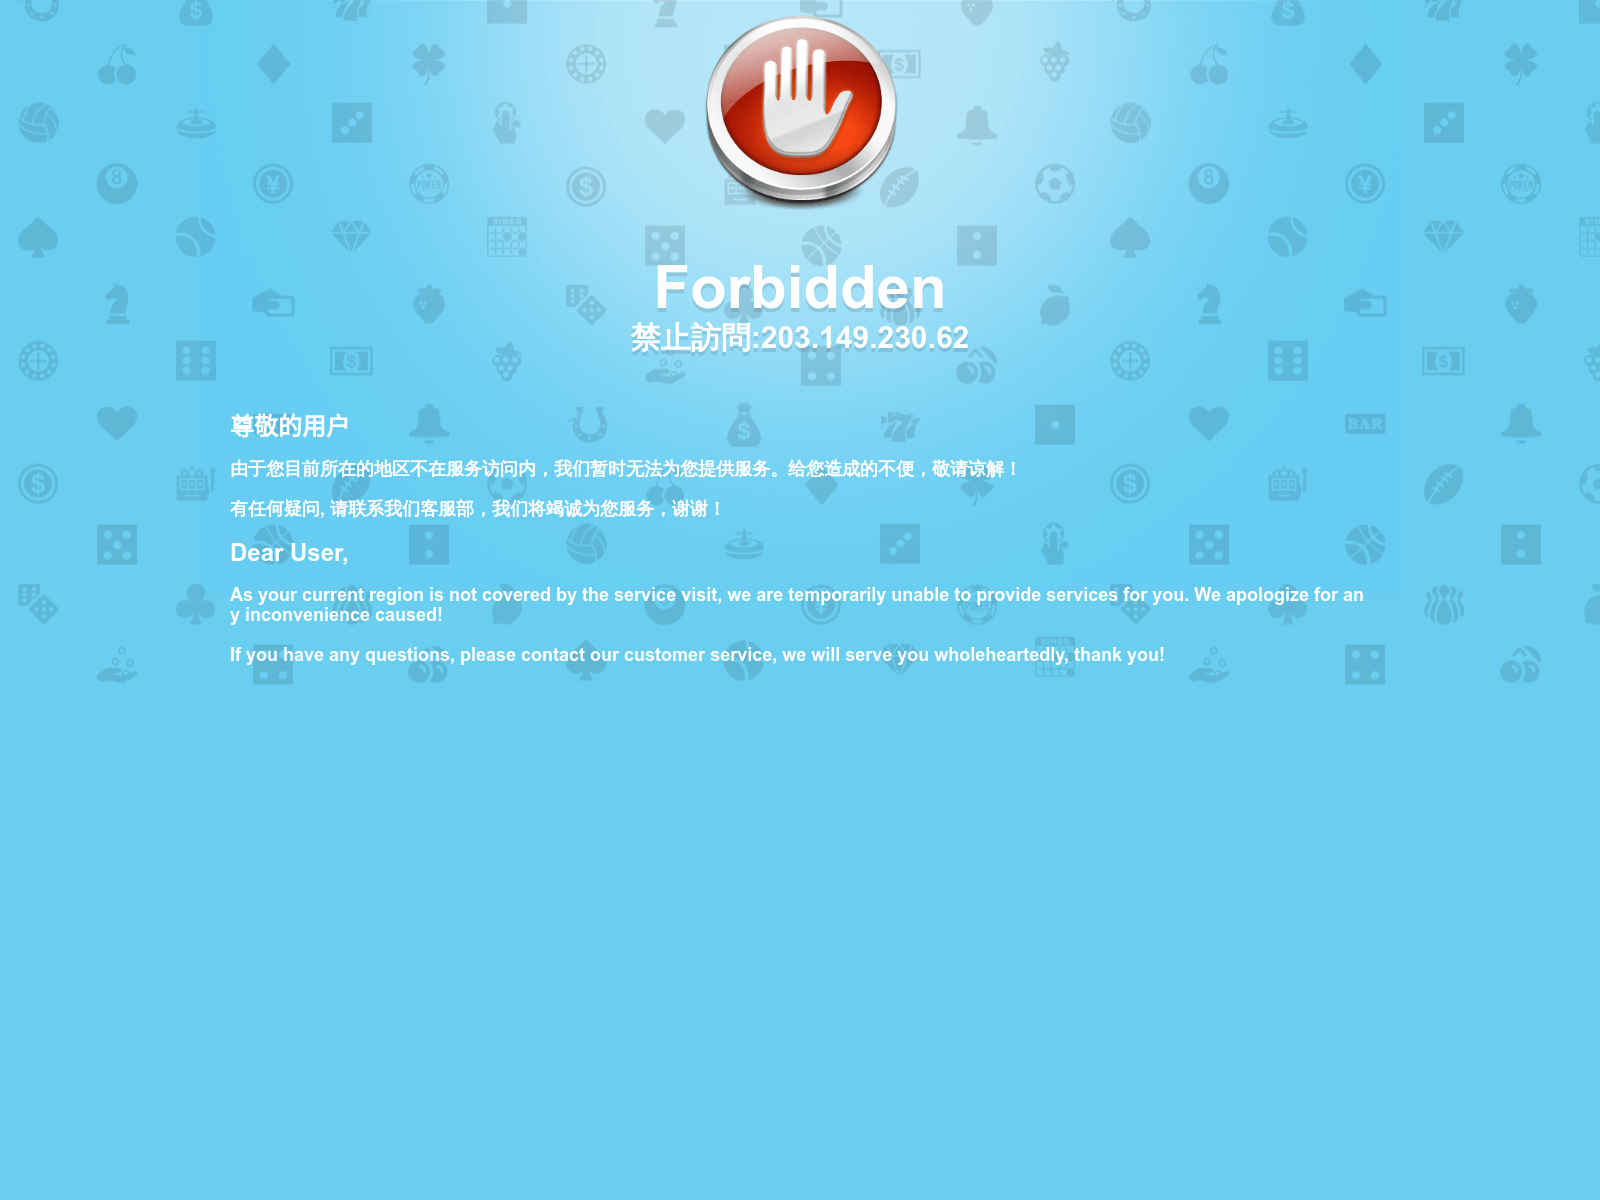 Forbidden
禁止訪問:203.149.230.62
尊敬的用户
由于您目前所在的地区不在服务访问内，我们暂时无法为您提供服务。给您造成的不便，敬请谅解！
有任何疑问, 请联系我们客服部，我们将竭诚为您服务，谢谢！
Dear User,
As your current region is not covered by the service visit, we are temporarily unable to provide services for you. We apologize for an
y inconvenience caused!
If you have any questions, please contact our customer service, we will serve you wholeheartedly, thank you!